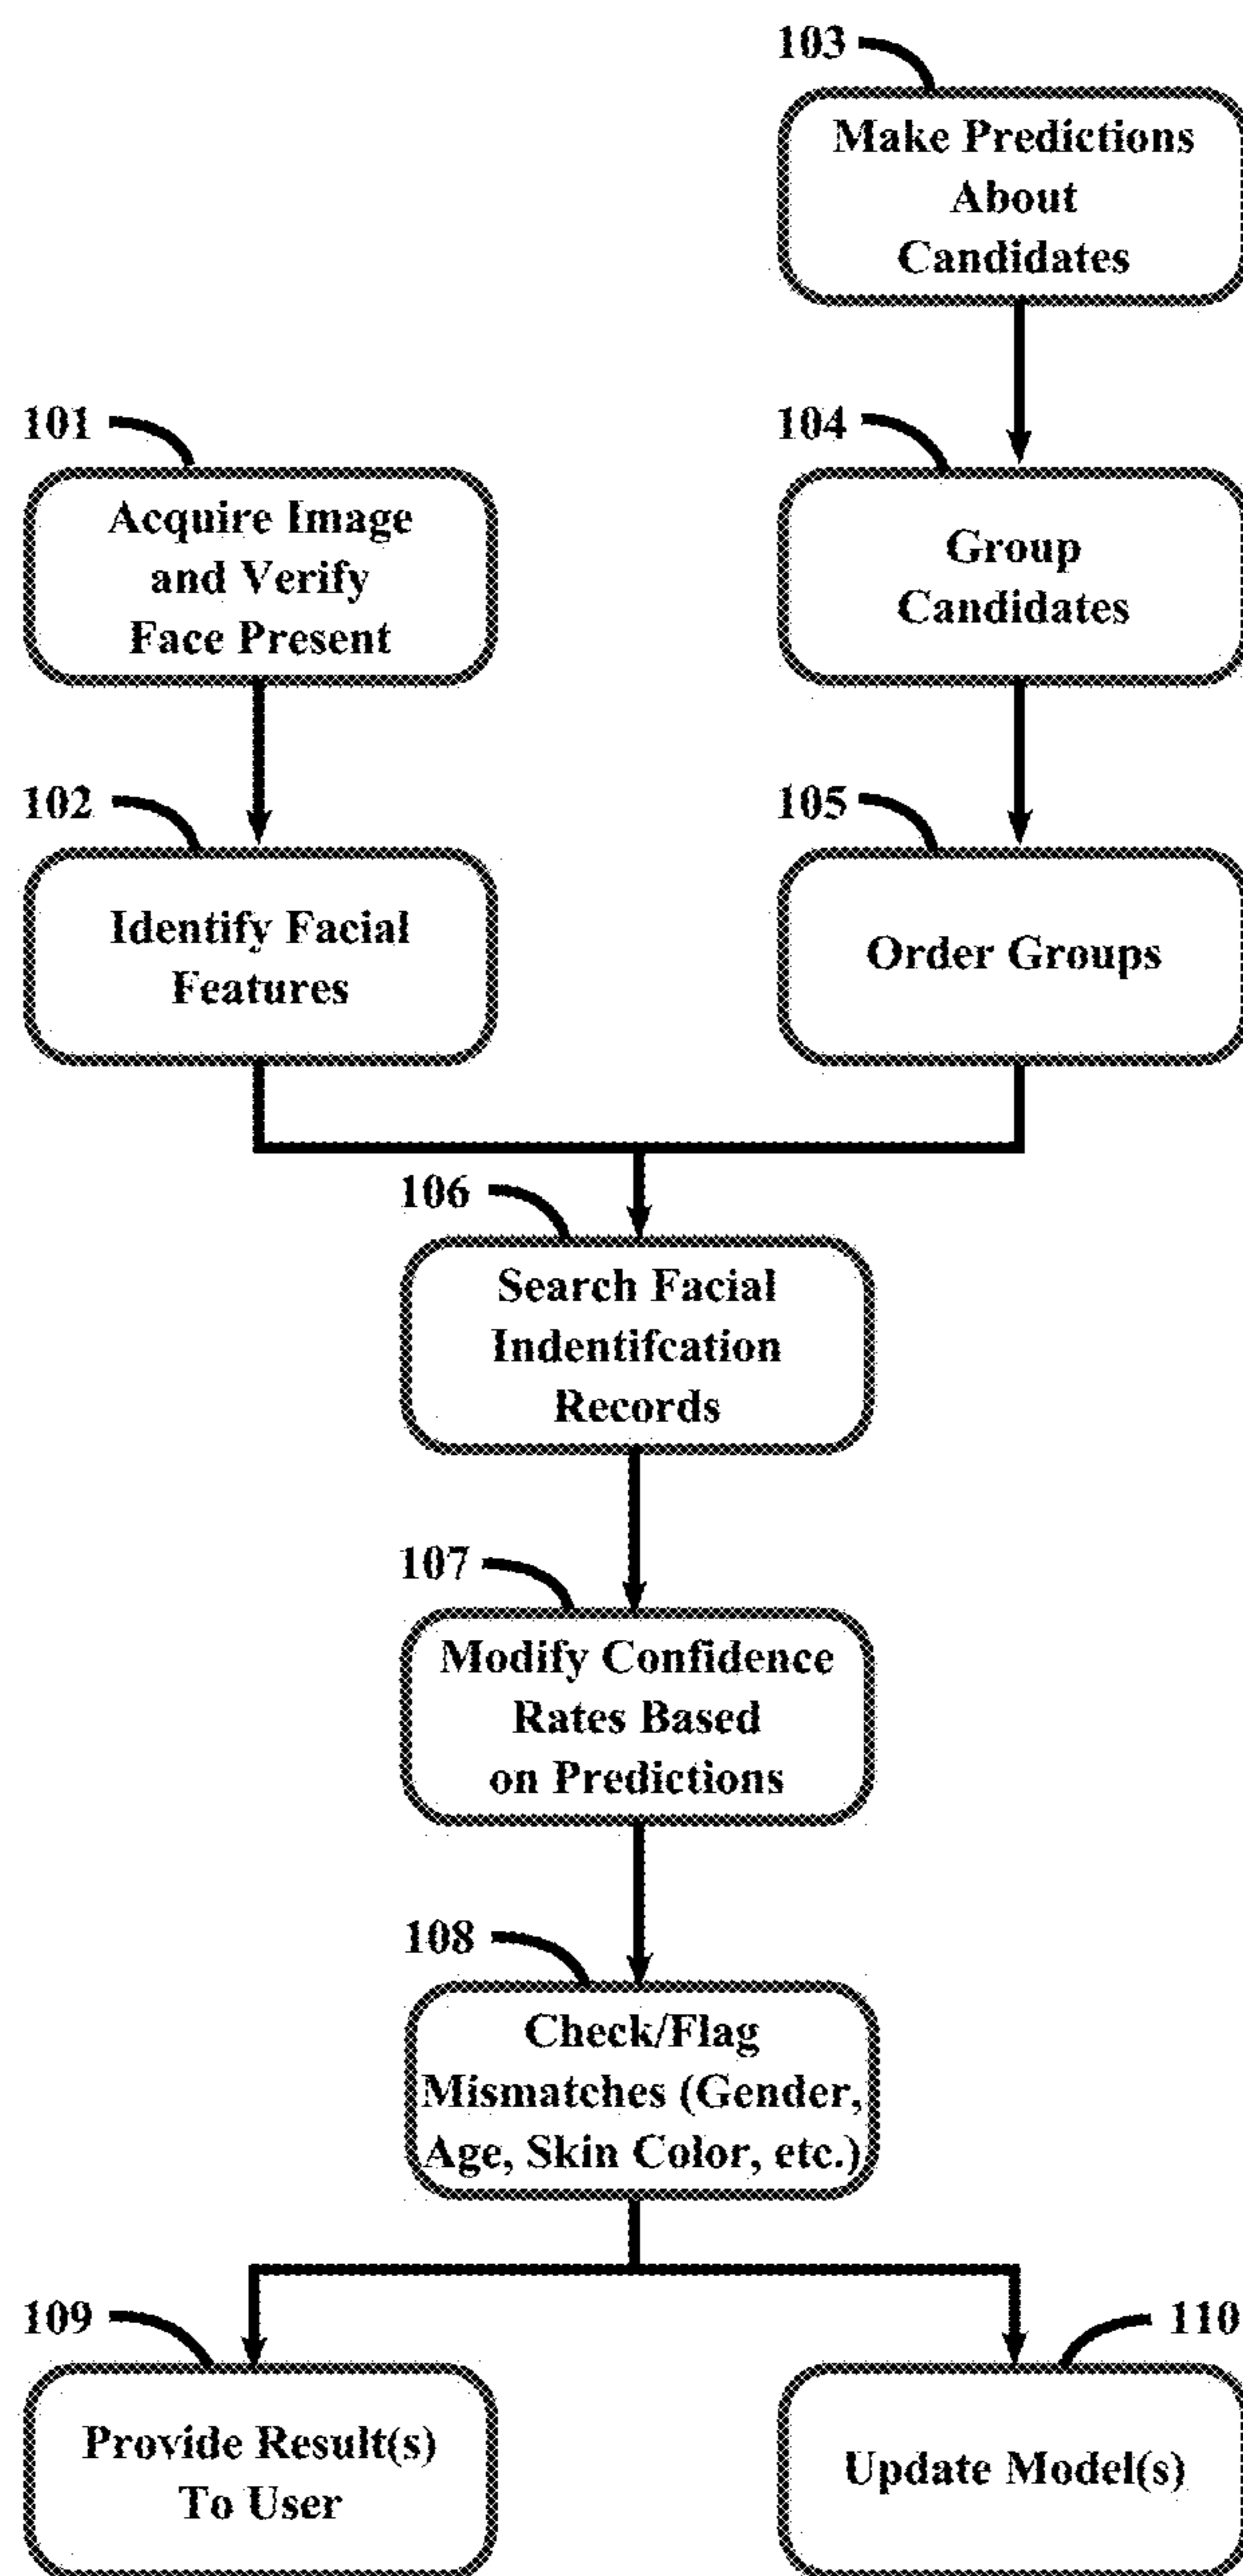 103
Make Predictions
About
Candidates
101
Acquire Image
and Verify
Face Present
104
Group
Candidates
102
Identify Facial
Features
105
Order Groups
106
Search Facial
Indentifcation
Records
107
Modify Confidence
Rates Based
on Predictions
108
Check/Flag
Mismatches (Gender,
Age, Skin Color, etc.)
109
Provide Result(s)
To User
110
Update Model(s)